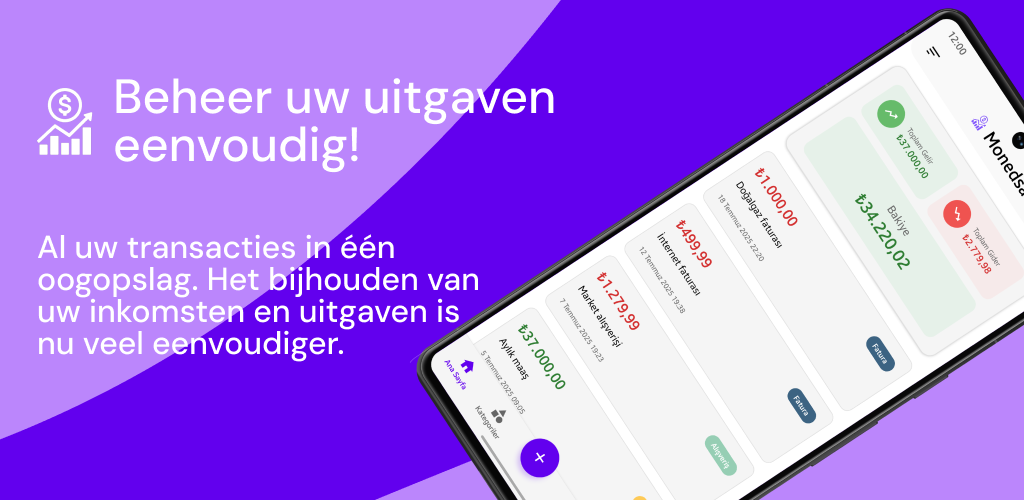 Beheer uw uitgaven
eenvoudig!
Al uw transacties in één
oogopslag. Het bijhouden van
uw inkomsten en uitgaven is
nu veel eenvoudiger.
12:00
Bakiye
₺34.220,02
Toplam Gelir
₺37.000,00
Toplam Gider
₺2.779,98
₺1.000,00
Doğalgaz faturası
18 Temmuz 2025 22:20
Fatura
₺499,99
İnternet faturası
12 Temmuz 2025 19:38
Fatura
₺1.279,99
Market alışverişi
7 Temmuz 2025 19:23
Alışveriş
₺37.000,00
Aylık maaş
5 Temmuz 2025 09:05
Ana Sayfa
Kategoriler